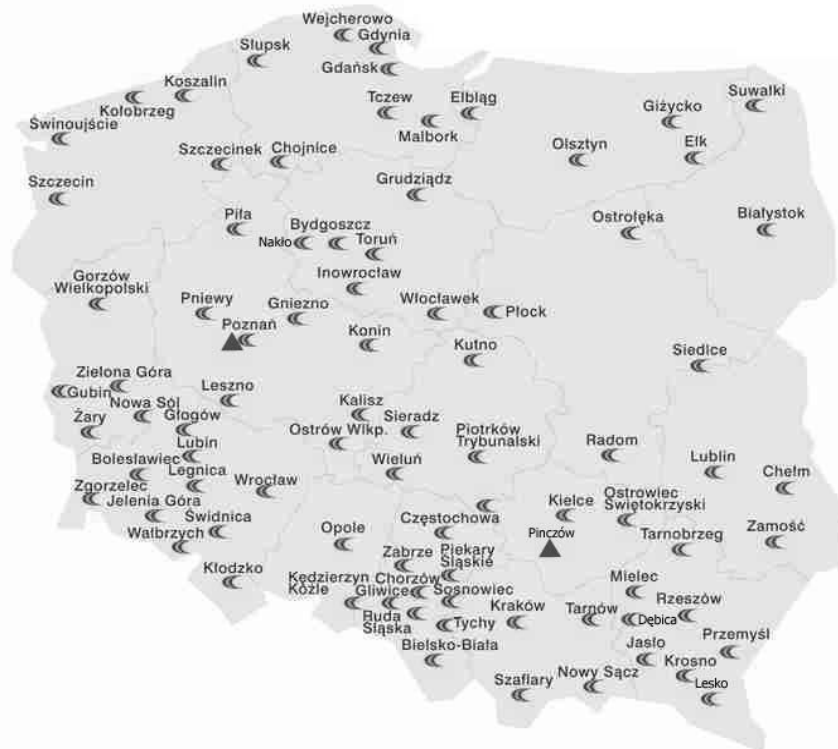 Wejcherowo
Gdynia
Słupsk
Gdańsk
Koszalin
Kołobrzeg
Tczew
Elbląg
Malbork
Giżycko
Suwałki
Świnoujście
Szczecinek
Chojnice
Olsztyn
Ełk
Szczecin
Grudziądz
Piła
Bydgoszcz
Nakło
Toruń
Ostrołęka
Białystok
Inowrocław
Gorzów
Wielkopolski
Pniewy
Gniezno
Włocławek
Płock
Poznań
Konin
Kutno
Siedlce
Zielona Góra
Gubin
Nowa Sól
Leszno
Kalisz
Żary
Głogów
Ostrów Wlkp.
Sieradz
Piotrków
Trybunalski
Radom
Lubin
Bolesławiec
Legnica
Wrocław
Wieluń
Lublin
Chełm
Zgorzelec
Jelenia Góra
Świdnica
Wałbrzych
Opole
Częstochowa
Kielce
Ostrowiec
Świętokrzyski
Pinczów
Tarnobrzeg
Zamość
Kłodzko
Zabrze
Piekary
Śląskie
Kędzierzyn
Koźle
Gliwice
Chorzów
Sosnowiec
Ruda
Śląska
Tychy
Kraków
Tarnów
Mielec
Dębica
Rzeszów
Przemyśl
Bielsko-Biała
Jasło
Krosno
Szaflary
Nowy Sącz
Lesko